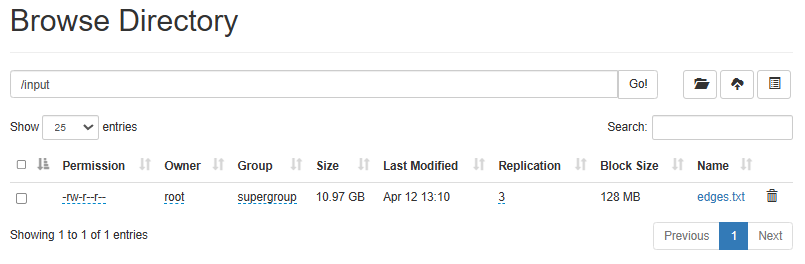 Browse Directory
/input Go!
Show 25 entries Search:
Permission Owner Group Size Last Modified Replication Block Size Name
-rw-r--r-- root supergroup 10.97 GB Apr 12 13:10 3 128 MB edges.txt
Showing 1 to 1 of 1 entries Previous 1 Next